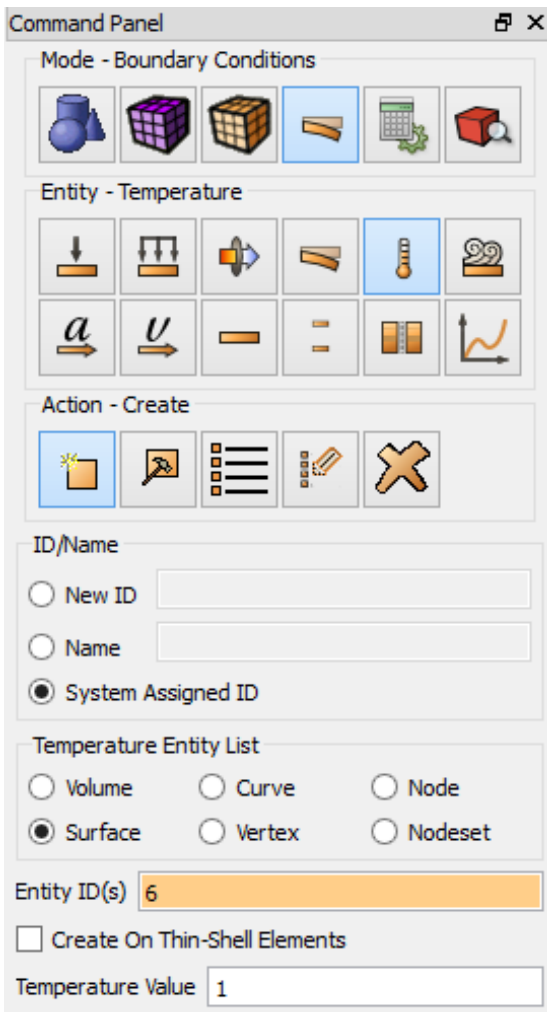 Command Panel
Mode - Boundary Conditions
Entity - Temperature
a
υ
Action - Create
ID/Name
New ID
Name
System Assigned ID
Temperature Entity List
Volume Curve Node
Surface Vertex Nodeset
Entity ID(s) 6
Create On Thin-Shell Elements
Temperature Value 1